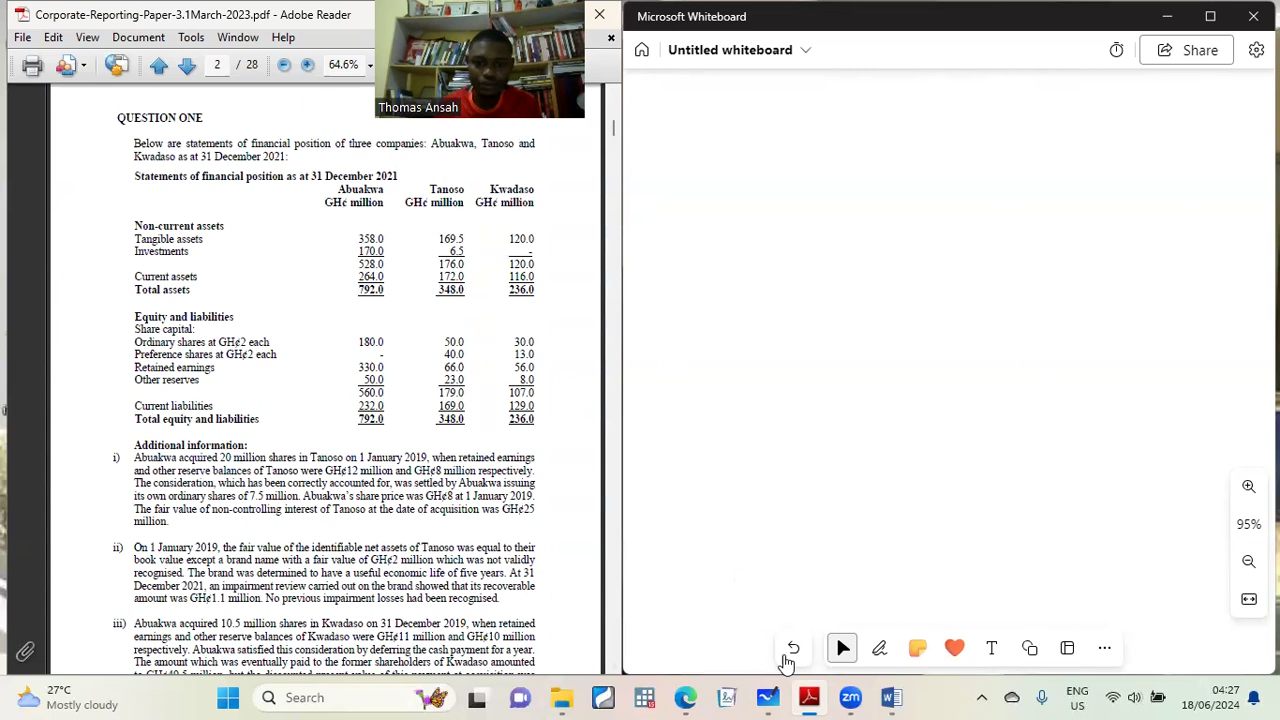 Corporate-Reporting-Paper-3.1March-2023.pdf - Adobe Reader
File Edit View Document Tools Window Help
2 / 28 64.6%
Thomas Ansah
QUESTION ONE
Below are statements of financial position of three companies: Abuakwa, Tanoso and
Kwadaso as at 31 December 2021:
Statements of financial position as at 31 December 2021
Abuakwa Tanoso Kwadaso
GH¢ million GH¢ million GH¢ million
Non-current assets
Tangible assets 358.0 169.5 120.0
Investments 170.0 6.5 -
528.0 176.0 120.0
Current assets 264.0 172.0 116.0
Total assets 792.0 348.0 236.0
Equity and liabilities
Share capital:
Ordinary shares at GH¢2 each 180.0 50.0 30.0
Preference shares at GH¢2 each - 40.0 13.0
Retained earnings 330.0 66.0 56.0
Other reserves 50.0 23.0 8.0
560.0 179.0 107.0
Current liabilities 232.0 169.0 129.0
Total equity and liabilities 792.0 348.0 236.0
Additional information:
i) Abuakwa acquired 20 million shares in Tanoso on 1 January 2019, when retained earnings
and other reserve balances of Tanoso were GH¢12 million and GH¢8 million respectively.
The consideration, which has been correctly accounted for, was settled by Abuakwa issuing
its own ordinary shares of 7.5 million. Abuakwa's share price was GH¢8 at 1 January 2019.
The fair value of non-controlling interest of Tanoso at the date of acquisition was GH¢25
million.
ii) On 1 January 2019, the fair value of the identifiable net assets of Tanoso was equal to their
book value except a brand name with a fair value of GH¢2 million which was not validly
recognised. The brand was determined to have a useful economic life of five years. At 31
December 2021, an impairment review carried out on the brand showed that its recoverable
amount was GH¢1.1 million. No previous impairment losses had been recognised.
iii) Abuakwa acquired 10.5 million shares in Kwadaso on 31 December 2019, when retained
earnings and other reserve balances of Kwadaso were GH¢11 million and GH¢10 million
respectively. Abuakwa satisfied this consideration by deferring the cash payment for a year.
The amount which was eventually paid to the former shareholders of Kwadaso amounted
Microsoft Whiteboard
Untitled whiteboard
Share
95%
27°C
Mostly cloudy
Search
ENG
US
04:27
18/06/2024